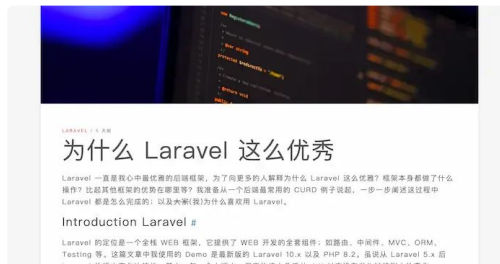 LARAVEL / 5 天前
为什么 Laravel 这么优秀
Laravel 一直是我心中最优雅的后端框架，为了向更多的人解释为什么 Laravel 这么优雅？框架本身都做了什么
操作？比起其他框架的优势在哪里等？我准备从一个后端最常用的 CURD 例子说起，一步一步阐述这过程中
Laravel 都是怎么完成的；以及大家(我)为什么喜欢用 Laravel。
Introduction Laravel #
Laravel 的定位是一个全栈 WEB 框架，它提供了 WEB 开发的全套组件；如路由、中间件、MVC、ORM、
Testing 等。这篇文章中我使用的 Demo 是最新版的 Laravel 10.x 以及 PHP 8.2。虽说从 Laravel 5.x 后